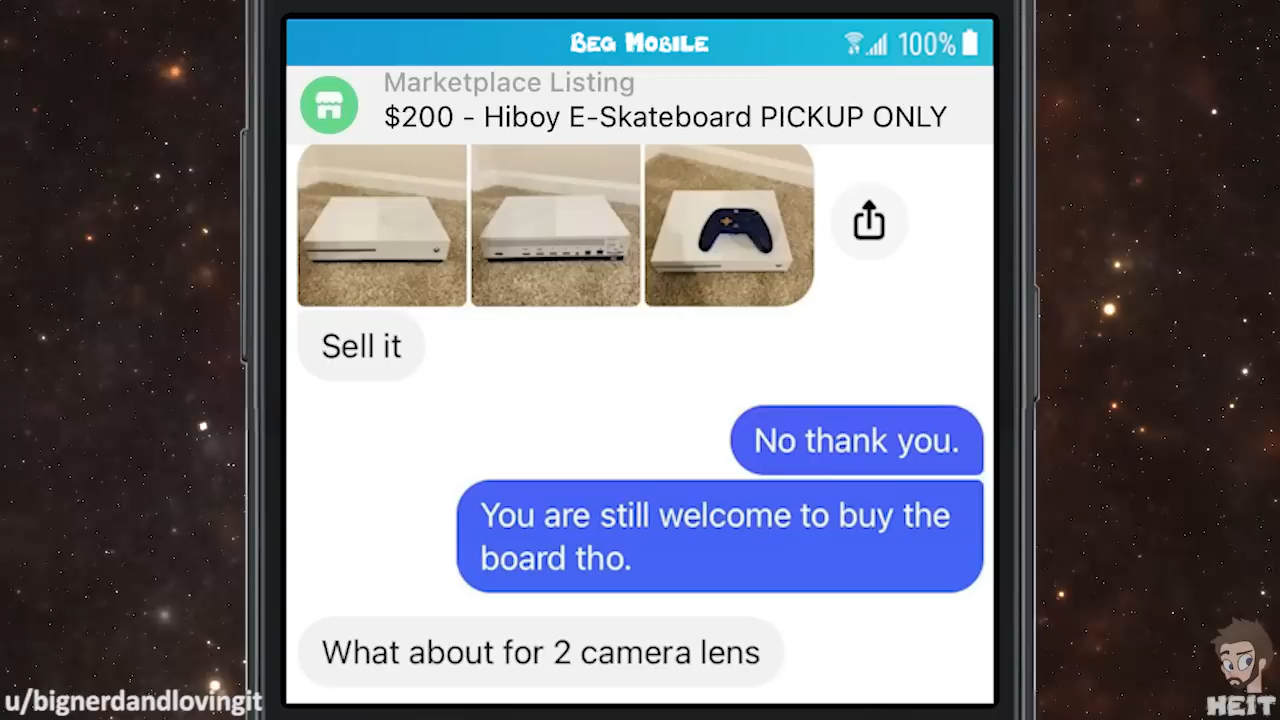 BEG MOBILE
100%
Marketplace Listing
$200 - Hiboy E-Skateboard PICKUP ONLY
Sell it
No thank you.
You are still welcome to buy the
board tho.
What about for 2 camera lens
u/bignerdandlovingit
HEIT